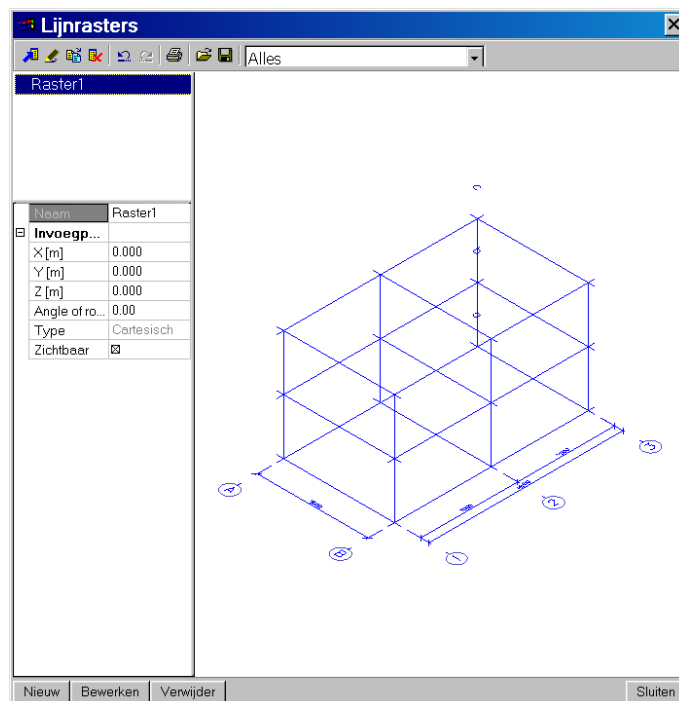 Lijnrasters
Alles
Raster1
Naam Raster1
Invoegp...
X [m] 0.000
Y [m] 0.000
Z [m] 0.000
Angle of ro... 0.00
Type Cartesisch
Zichtbaar
A
B
1
2
3
Nieuw Bewerken Verwijder Sluiten